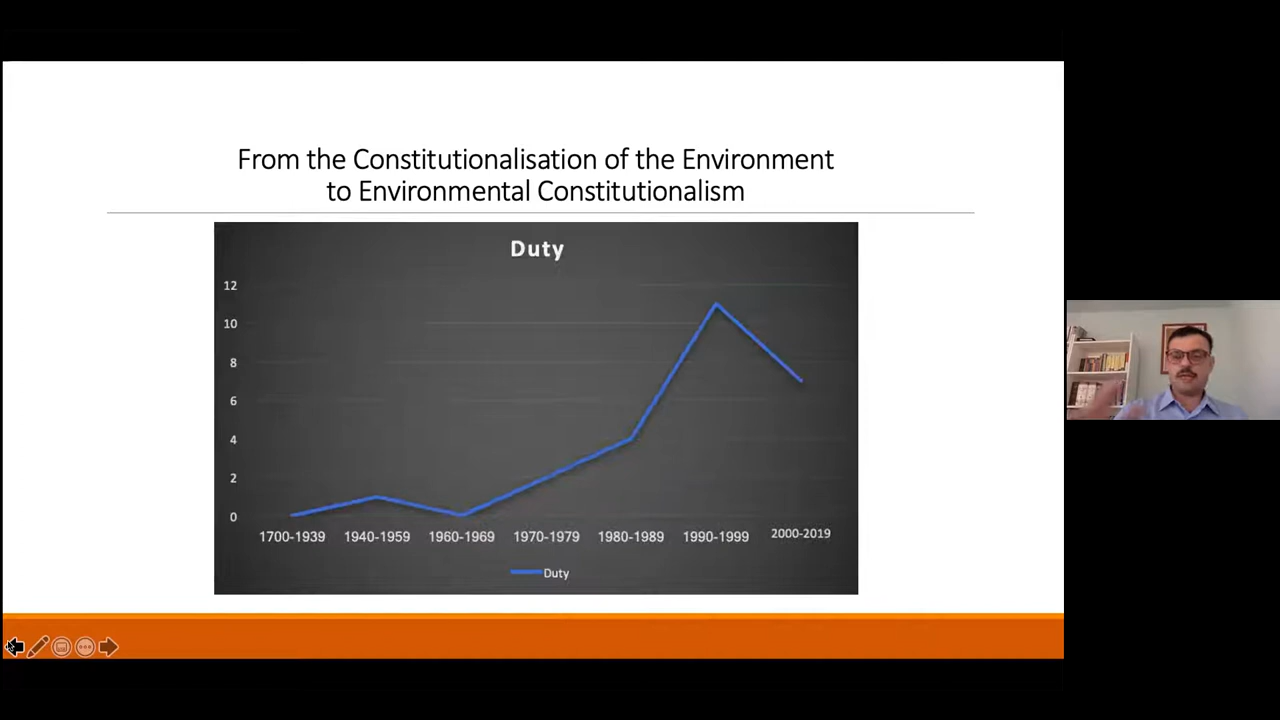 From the Constitutionalisation of the Environment
to Environmental Constitutionalism
Duty
12
10
8
6
4
2
0
1700-1939 1940-1959 1960-1969 1970-1979 1980-1989 1990-1999 2000-2019
Duty